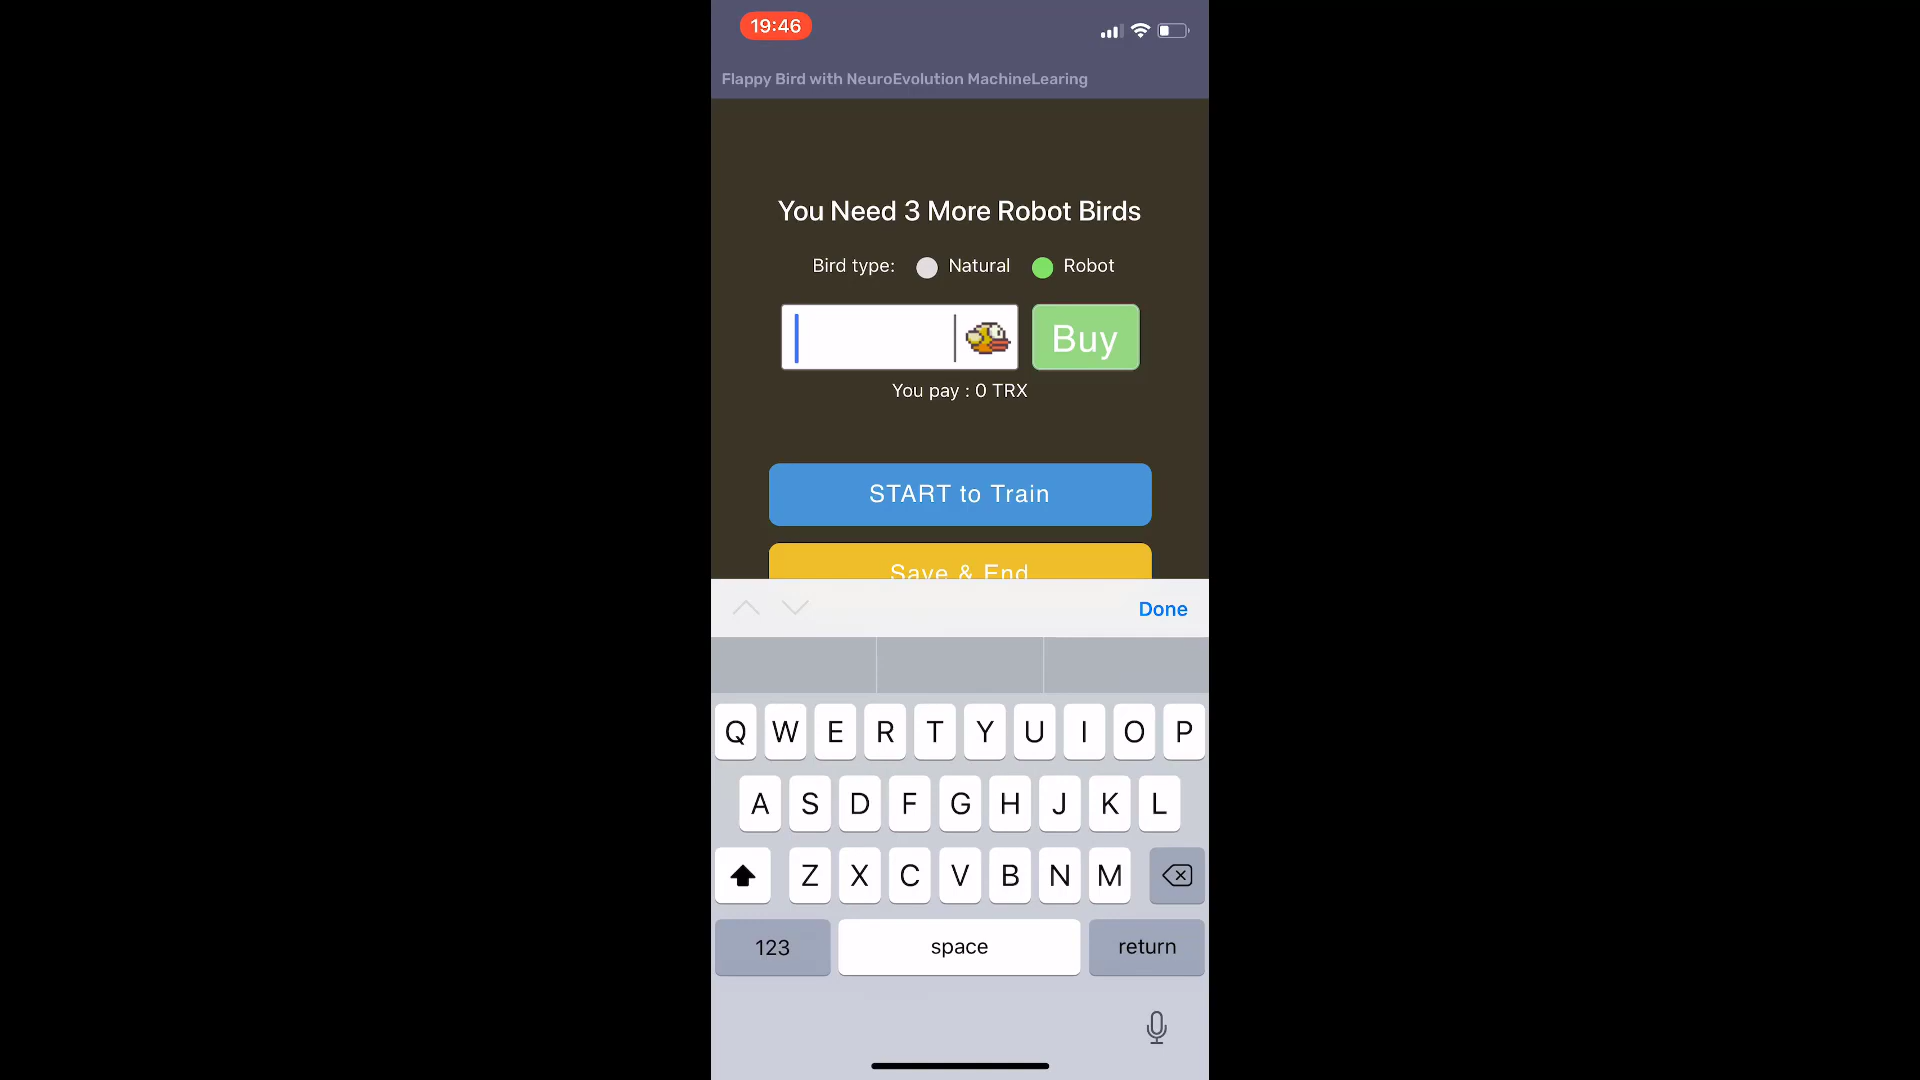 19:46
Flappy Bird with NeuroEvolution MachineLearing
You Need 3 More Robot Birds
Bird type: Natural Robot
Buy
You pay : 0 TRX
START to Train
Save & End
Done
Q W E R T Y U I O P
A S D F G H J K L
Z X C V B N M
123 space return